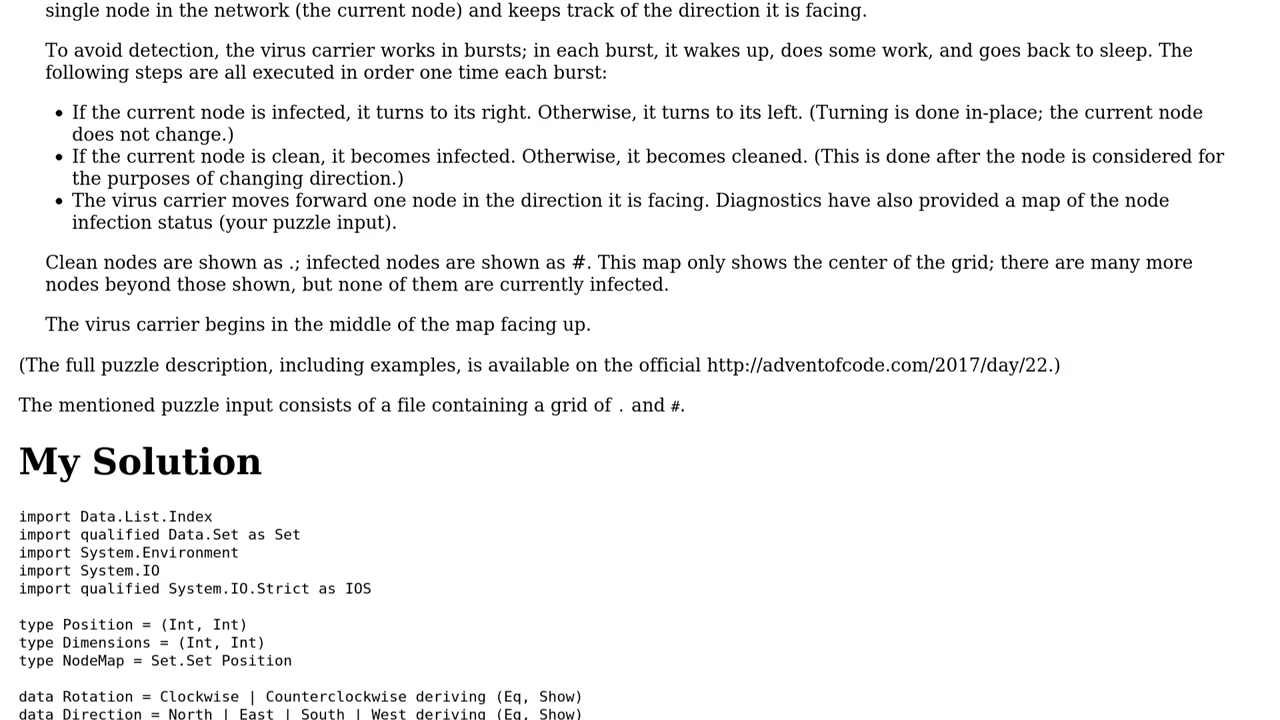 single node in the network (the current node) and keeps track of the direction it is facing.
To avoid detection, the virus carrier works in bursts; in each burst, it wakes up, does some work, and goes back to sleep. The
following steps are all executed in order one time each burst:
• If the current node is infected, it turns to its right. Otherwise, it turns to its left. (Turning is done in-place; the current node
does not change.)
• If the current node is clean, it becomes infected. Otherwise, it becomes cleaned. (This is done after the node is considered for
the purposes of changing direction.)
• The virus carrier moves forward one node in the direction it is facing. Diagnostics have also provided a map of the node
infection status (your puzzle input).
Clean nodes are shown as .; infected nodes are shown as #. This map only shows the center of the grid; there are many more
nodes beyond those shown, but none of them are currently infected.
The virus carrier begins in the middle of the map facing up.
(The full puzzle description, including examples, is available on the official http://adventofcode.com/2017/day/22.)
The mentioned puzzle input consists of a file containing a grid of . and #.
My Solution
import Data.List.Index
import qualified Data.Set as Set
import System.Environment
import System.IO
import qualified System.IO.Strict as IOS
type Position = (Int, Int)
type Dimensions = (Int, Int)
type NodeMap = Set.Set Position
data Rotation = Clockwise | Counterclockwise deriving (Eq, Show)
data Direction = North | East | South | West deriving (Eq, Show)